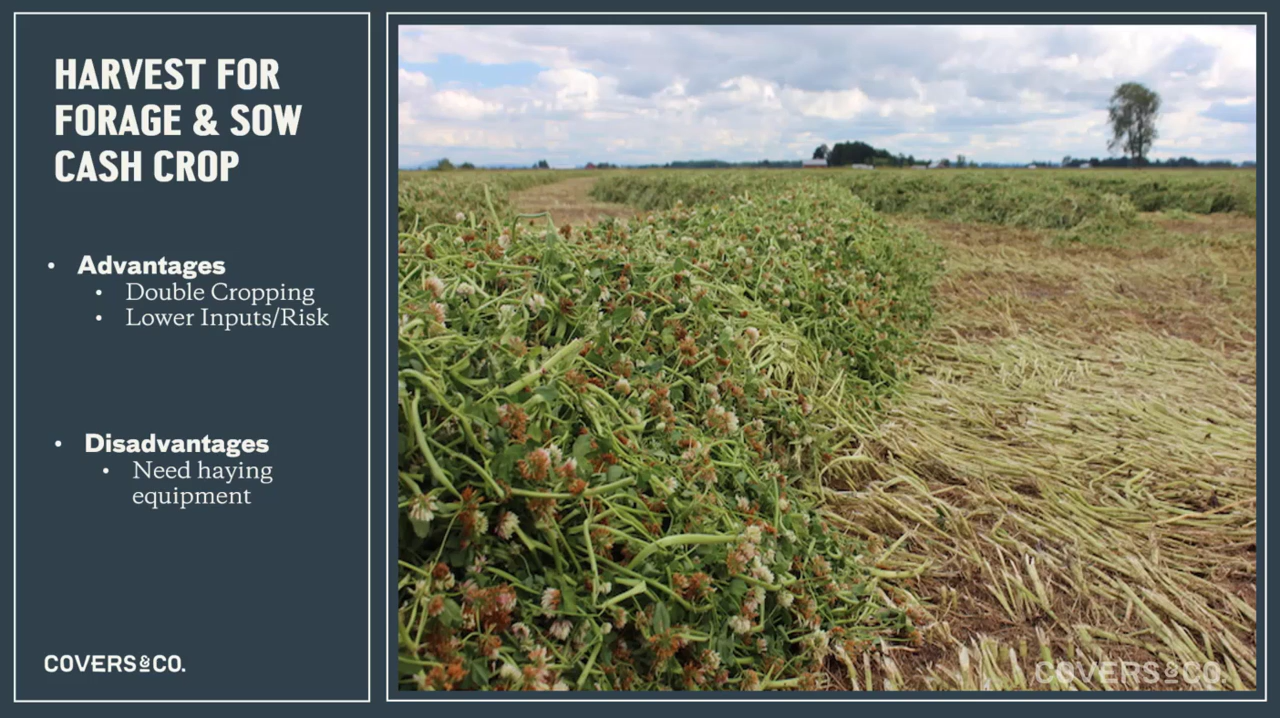 HARVEST FOR
FORAGE & SOW
CASH CROP
• Advantages
• Double Cropping
• Lower Inputs/Risk
• Disadvantages
• Need haying
equipment
COVERS&CO.
COVERS&CO.